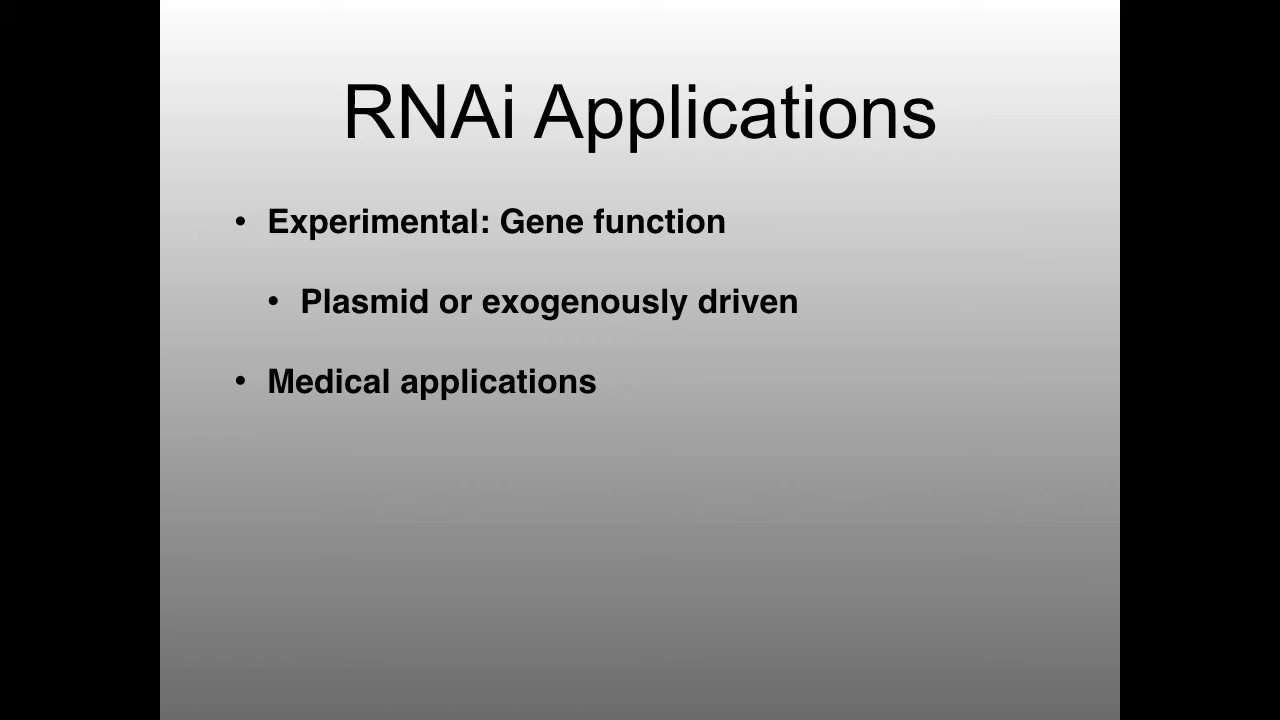 RNAi Applications
• Experimental: Gene function
• Plasmid or exogenously driven
• Medical applications